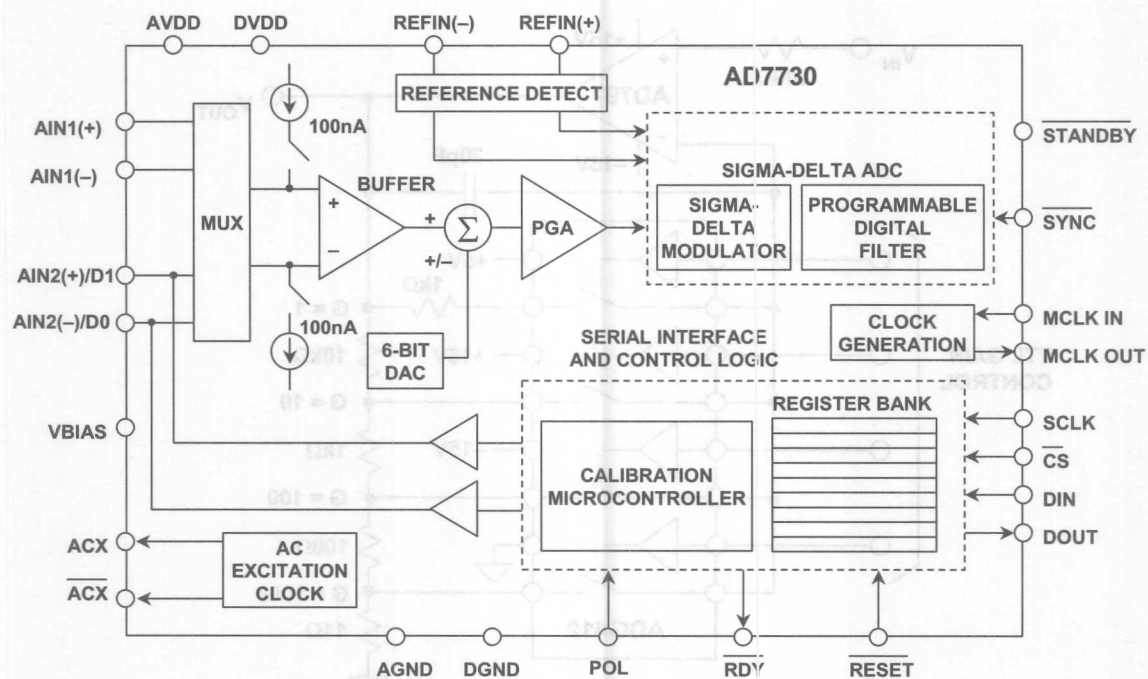 AVDD
DVDD
REFIN(–)
REFIN(+)
AD7730
REFERENCE DETECT
AIN1(+)
AIN1(–)
AIN2(+)/D1
AIN2(–)/D0
VBIAS
ACX
ACX
100nA
MUX
100nA
BUFFER
+
–
+
+/–
Σ
PGA
6-BIT
DAC
SIGMA-DELTA ADC
SIGMA-
DELTA
MODULATOR
PROGRAMMABLE
DIGITAL
FILTER
STANDBY
SYNC
CLOCK
GENERATION
MCLK IN
MCLK OUT
SERIAL INTERFACE
AND CONTROL LOGIC
REGISTER BANK
CALIBRATION
MICROCONTROLLER
SCLK
CS
DIN
DOUT
AC
EXCITATION
CLOCK
AGND
DGND
POL
RDY
RESET